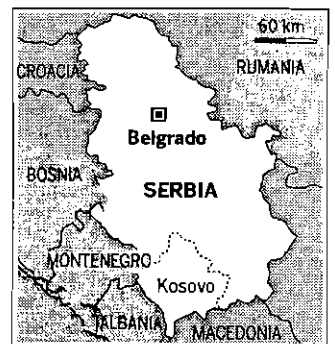 60 km
CROACIA
RUMANIA
Belgrado
BOSNIA
SERBIA
MONTENEGRO
Kosovo
ALBANIA
MACEDONIA